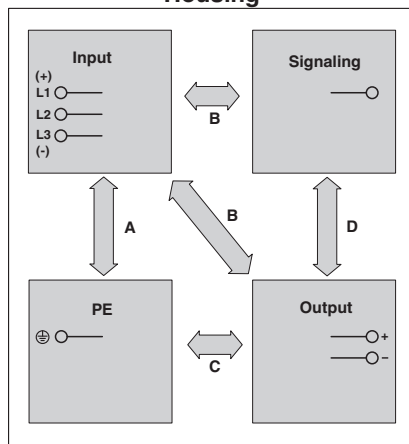 Housing
Input
(+)
L1
L2
L3
(-)
Signaling
B
A
B
D
PE
Output
+
–
C